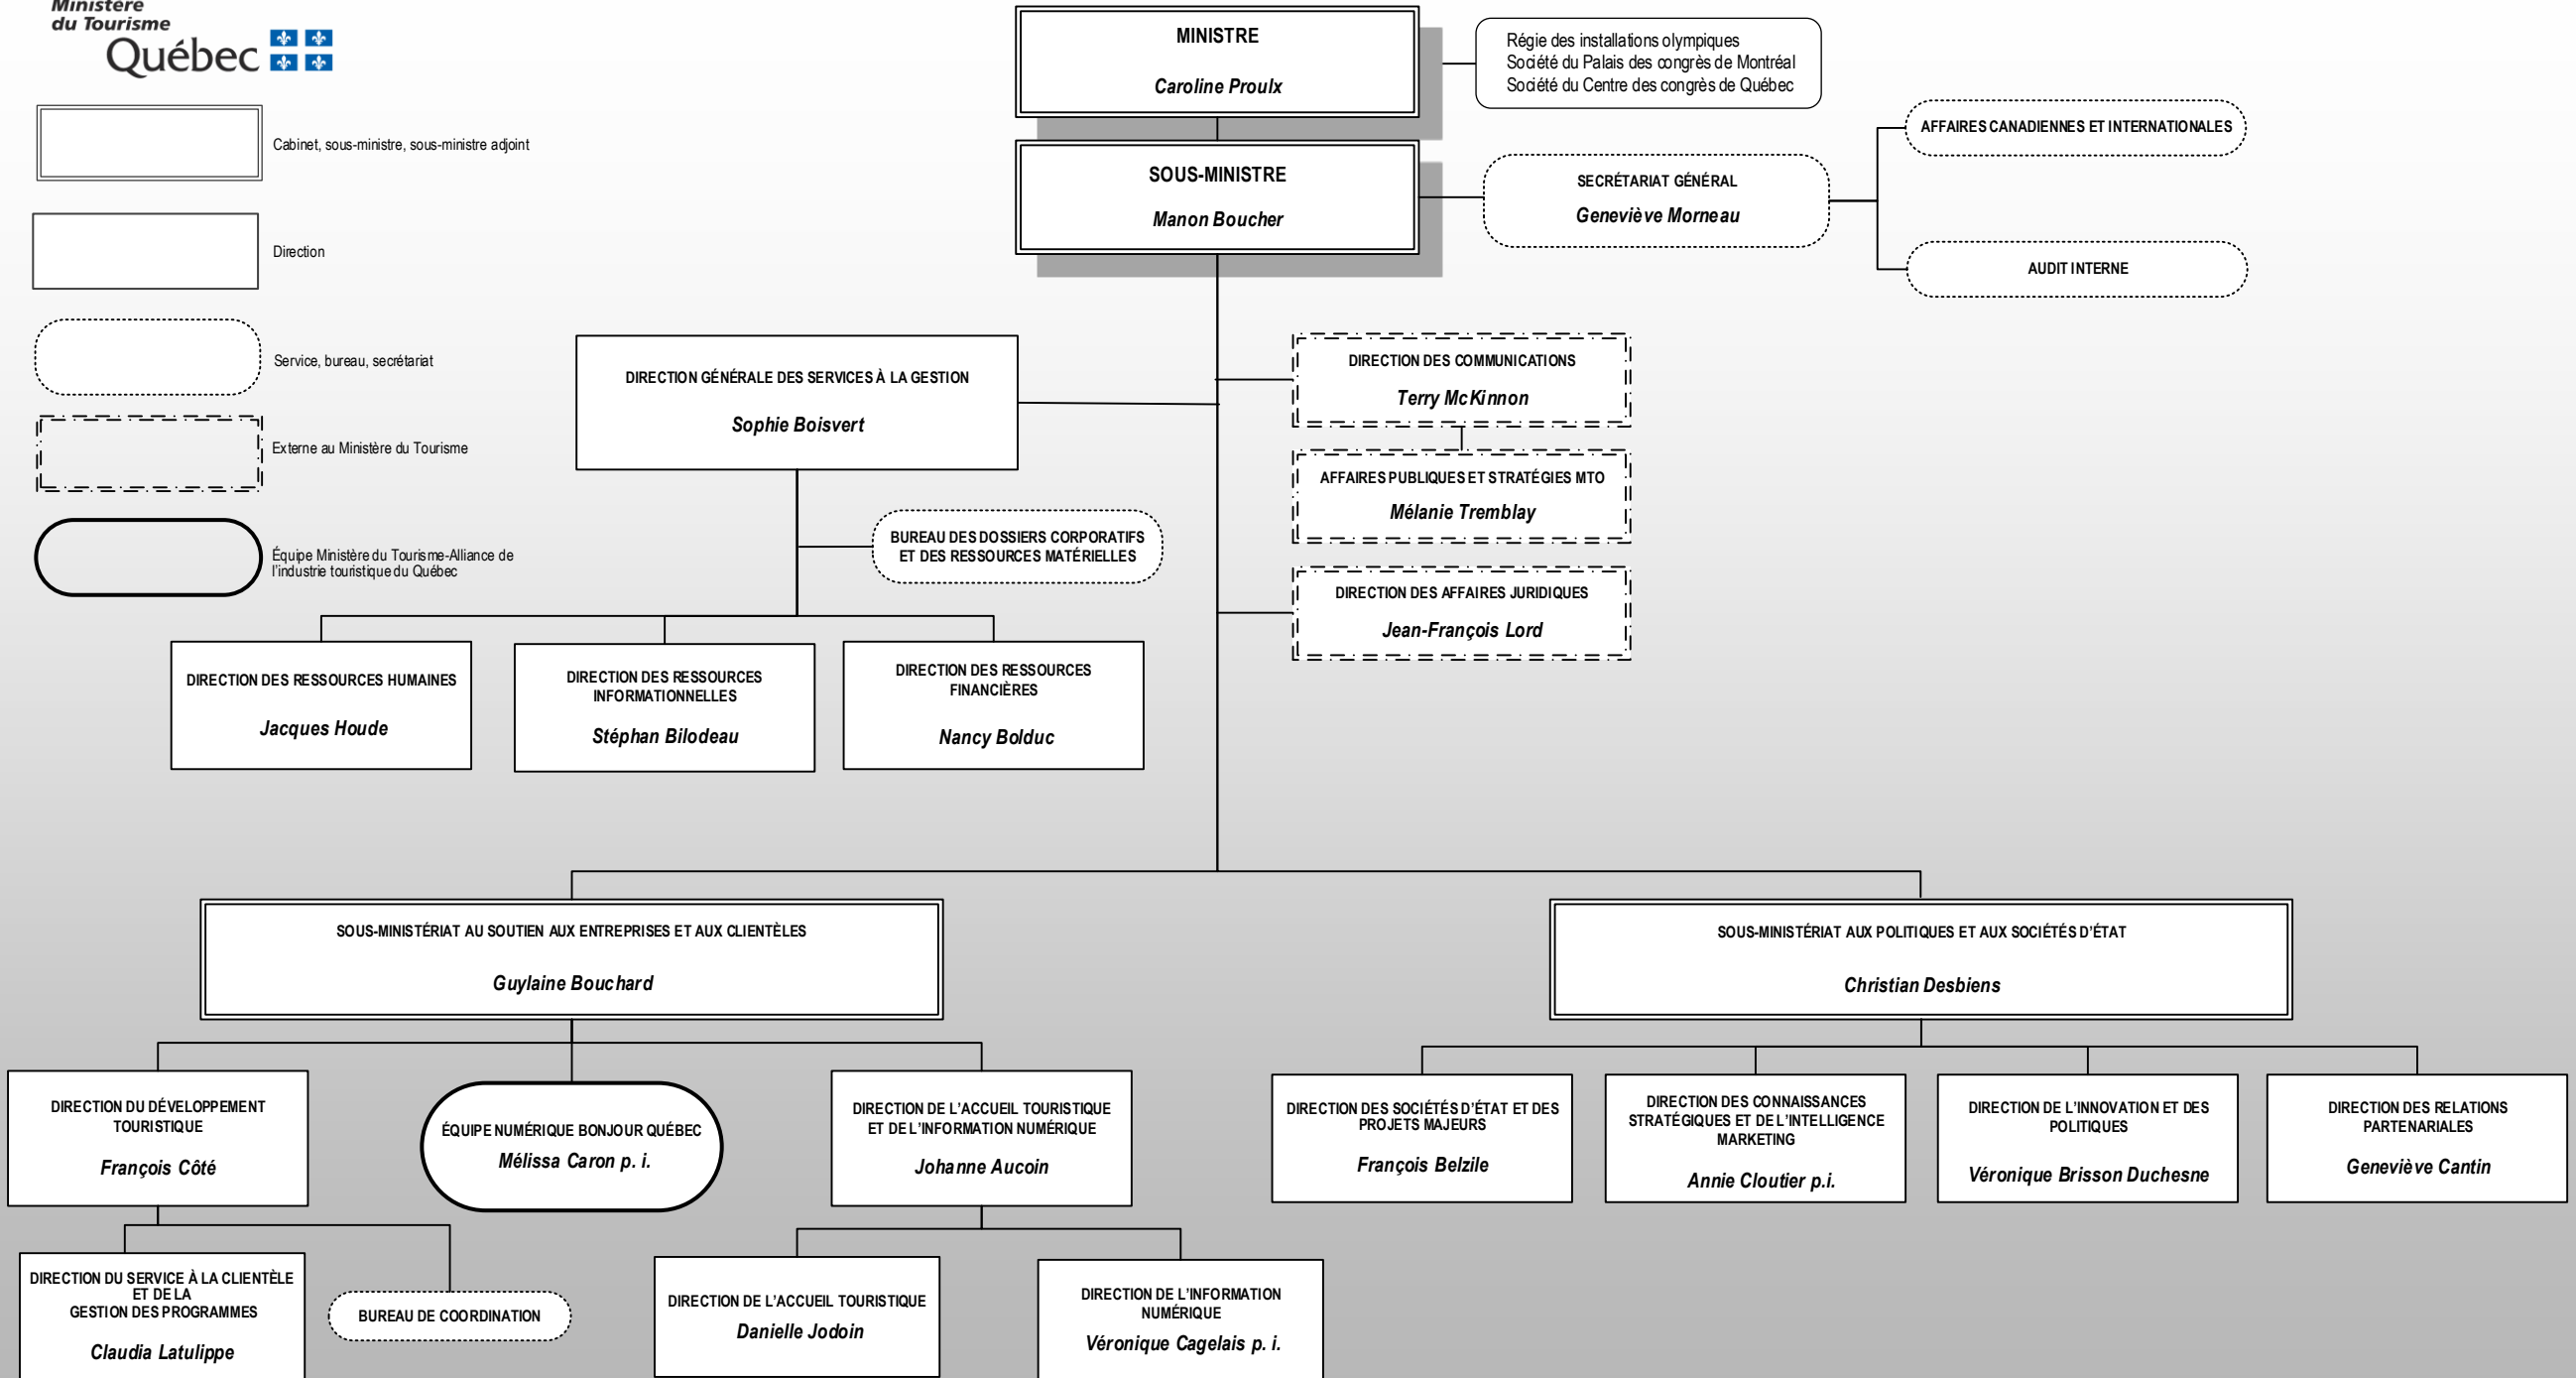 Ministère
du Tourisme
Québec
Cabinet, sous-ministre, sous-ministre adjoint
Direction
Service, bureau, secrétariat
Externe au Ministère du Tourisme
Équipe Ministère du Tourisme-Alliance de
l'industrie touristique du Québec
MINISTRE
Caroline Proulx
Régie des installations olympiques
Société du Palais des congrès de Montréal
Société du Centre des congrès de Québec
SOUS-MINISTRE
Manon Boucher
SECRÉTARIAT GÉNÉRAL
Geneviève Morneau
AFFAIRES CANADIENNES ET INTERNATIONALES
AUDIT INTERNE
DIRECTION GÉNÉRALE DES SERVICES À LA GESTION
Sophie Boisvert
DIRECTION DES COMMUNICATIONS
Terry McKinnon
AFFAIRES PUBLIQUES ET STRATÉGIES MTO
Mélanie Tremblay
DIRECTION DES AFFAIRES JURIDIQUES
Jean-François Lord
BUREAU DES DOSSIERS CORPORATIFS
ET DES RESSOURCES MATÉRIELLES
DIRECTION DES RESSOURCES HUMAINES
Jacques Houde
DIRECTION DES RESSOURCES
INFORMATIONNELLES
Stéphan Bilodeau
DIRECTION DES RESSOURCES
FINANCIÈRES
Nancy Bolduc
SOUS-MINISTÉRIAT AU SOUTIEN AUX ENTREPRISES ET AUX CLIENTÈLES
Guylaine Bouchard
SOUS-MINISTÉRIAT AUX POLITIQUES ET AUX SOCIÉTÉS D'ÉTAT
Christian Desbiens
DIRECTION DU DÉVELOPPEMENT
TOURISTIQUE
François Côté
ÉQUIPE NUMÉRIQUE BONJOUR QUÉBEC
Mélissa Caron p. i.
DIRECTION DE L'ACCUEIL TOURISTIQUE
ET DE L'INFORMATION NUMÉRIQUE
Johanne Aucoin
DIRECTION DES SOCIÉTÉS D'ÉTAT ET DES
PROJETS MAJEURS
François Belzile
DIRECTION DES CONNAISSANCES
STRATÉGIQUES ET DE L'INTELLIGENCE
MARKETING
Annie Cloutier p.i.
DIRECTION DE L'INNOVATION ET DES
POLITIQUES
Véronique Brisson Duchesne
DIRECTION DES RELATIONS
PARTENARIALES
Geneviève Cantin
DIRECTION DU SERVICE À LA CLIENTÈLE
ET DE LA
GESTION DES PROGRAMMES
Claudia Latulippe
BUREAU DE COORDINATION
DIRECTION DE L'ACCUEIL TOURISTIQUE
Danielle Jodoin
DIRECTION DE L'INFORMATION
NUMÉRIQUE
Véronique Cagelais p. i.